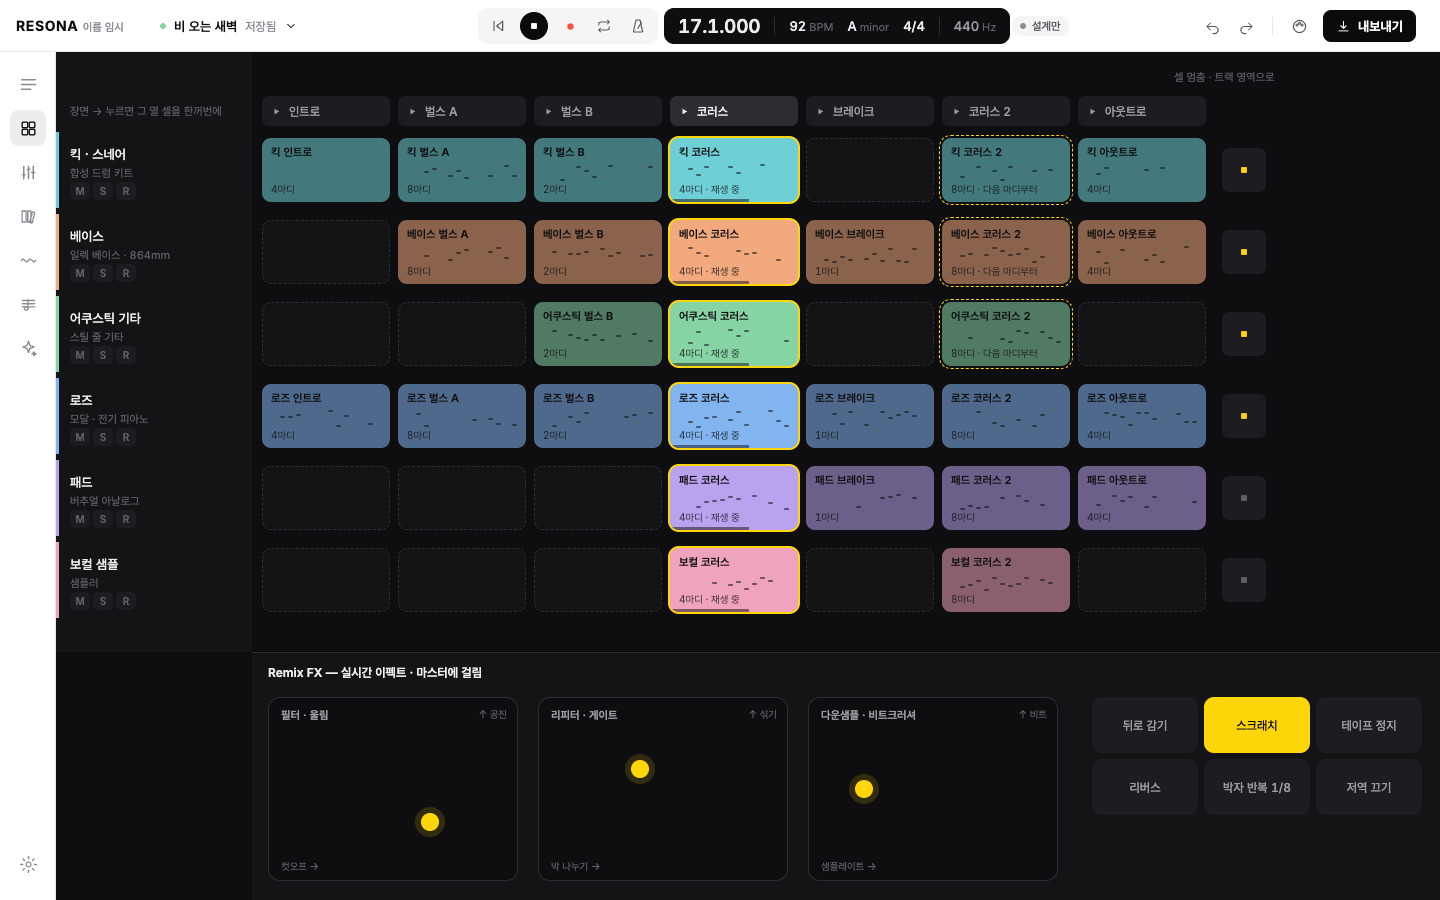 RESONA 이름 임시
비 오는 새벽 저장됨
17.1.000 92 BPM A minor 4/4 440 Hz
설계만
내보내기
셀 멈춤 · 트랙 영역으로
장면 → 누르면 그 열 셀을 한꺼번에
인트로 벌스 A 벌스 B 코러스 브레이크 코러스 2 아웃트로
킥 · 스네어
합성 드럼 키트
M S R
킥 인트로
4마디
킥 벌스 A
8마디
킥 벌스 B
2마디
킥 코러스
4마디 · 재생 중
킥 코러스 2
8마디 · 다음 마디부터
킥 아웃트로
4마디
베이스
일렉 베이스 · 864mm
M S R
베이스 벌스 A
8마디
베이스 벌스 B
2마디
베이스 코러스
4마디 · 재생 중
베이스 브레이크
1마디
베이스 코러스 2
8마디 · 다음 마디부터
베이스 아웃트로
4마디
어쿠스틱 기타
스틸 줄 기타
M S R
어쿠스틱 벌스 B
2마디
어쿠스틱 코러스
4마디 · 재생 중
어쿠스틱 코러스 2
8마디 · 다음 마디부터
로즈
모달 · 전기 피아노
M S R
로즈 인트로
4마디
로즈 벌스 A
8마디
로즈 벌스 B
2마디
로즈 코러스
4마디 · 재생 중
로즈 브레이크
1마디
로즈 코러스 2
8마디
로즈 아웃트로
4마디
패드
버추얼 아날로그
M S R
패드 코러스
4마디 · 재생 중
패드 브레이크
1마디
패드 코러스 2
8마디
패드 아웃트로
4마디
보컬 샘플
샘플러
M S R
보컬 코러스
4마디 · 재생 중
보컬 코러스 2
8마디
Remix FX — 실시간 이펙트 · 마스터에 걸림
필터 · 울림 ↑ 공진
컷오프 →
리피터 · 게이트 ↑ 쉬기
박 나누기 →
다운샘플 · 비트크러셔 ↑ 비트
샘플레이트 →
뒤로 감기 스크래치 테이프 정지
리버스 박자 반복 1/8 저역 끄기